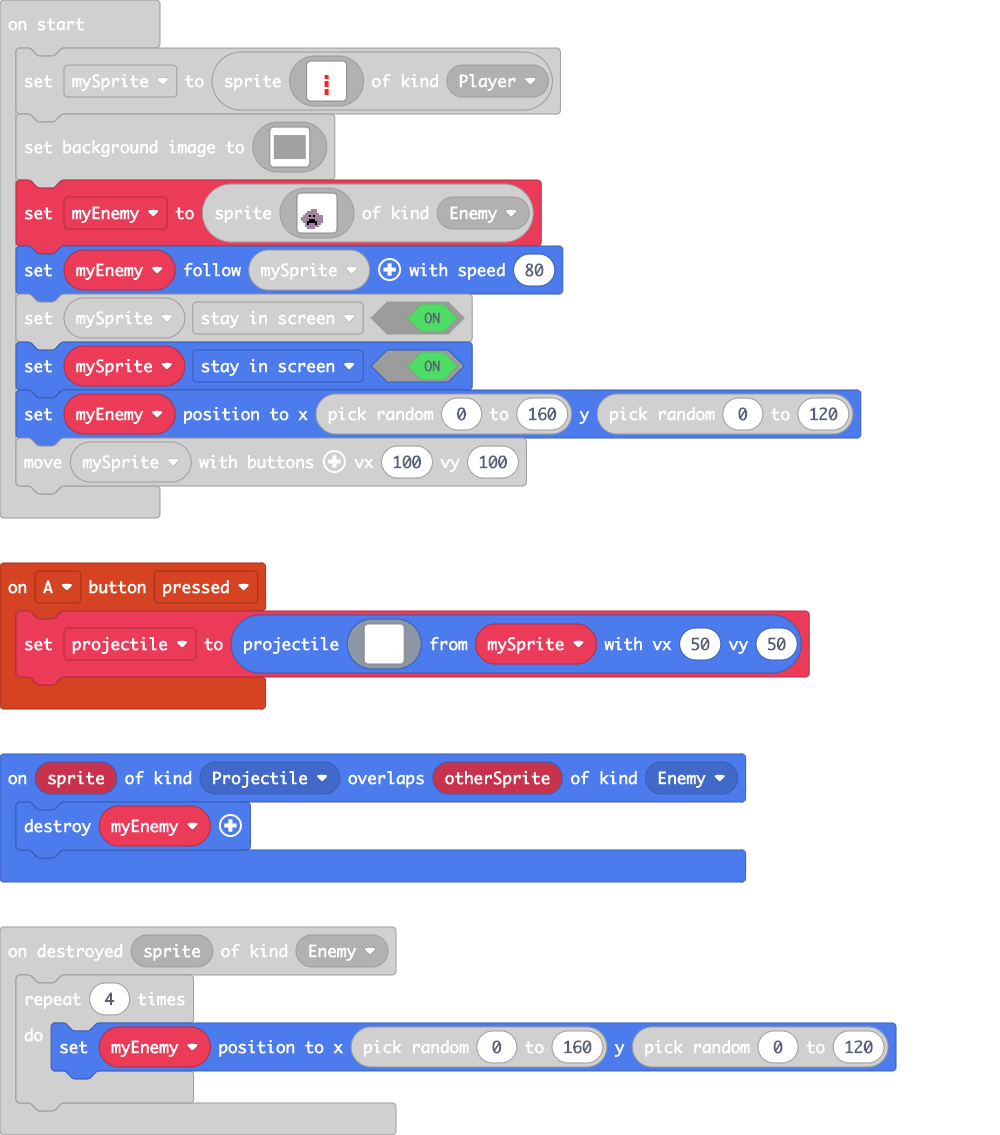 on start
set mySprite to sprite of kind Player
set background image to
set myEnemy to sprite of kind Enemy
set myEnemy follow mySprite + with speed 80
set mySprite stay in screen ON
set mySprite stay in screen ON
set myEnemy position to x pick random 0 to 160 y pick random 0 to 120
move mySprite with buttons + vx 100 vy 100
on A button pressed
set projectile to projectile from mySprite with vx 50 vy 50
on sprite of kind Projectile overlaps otherSprite of kind Enemy
destroy myEnemy +
on destroyed sprite of kind Enemy
repeat 4 times
do set myEnemy position to x pick random 0 to 160 y pick random 0 to 120